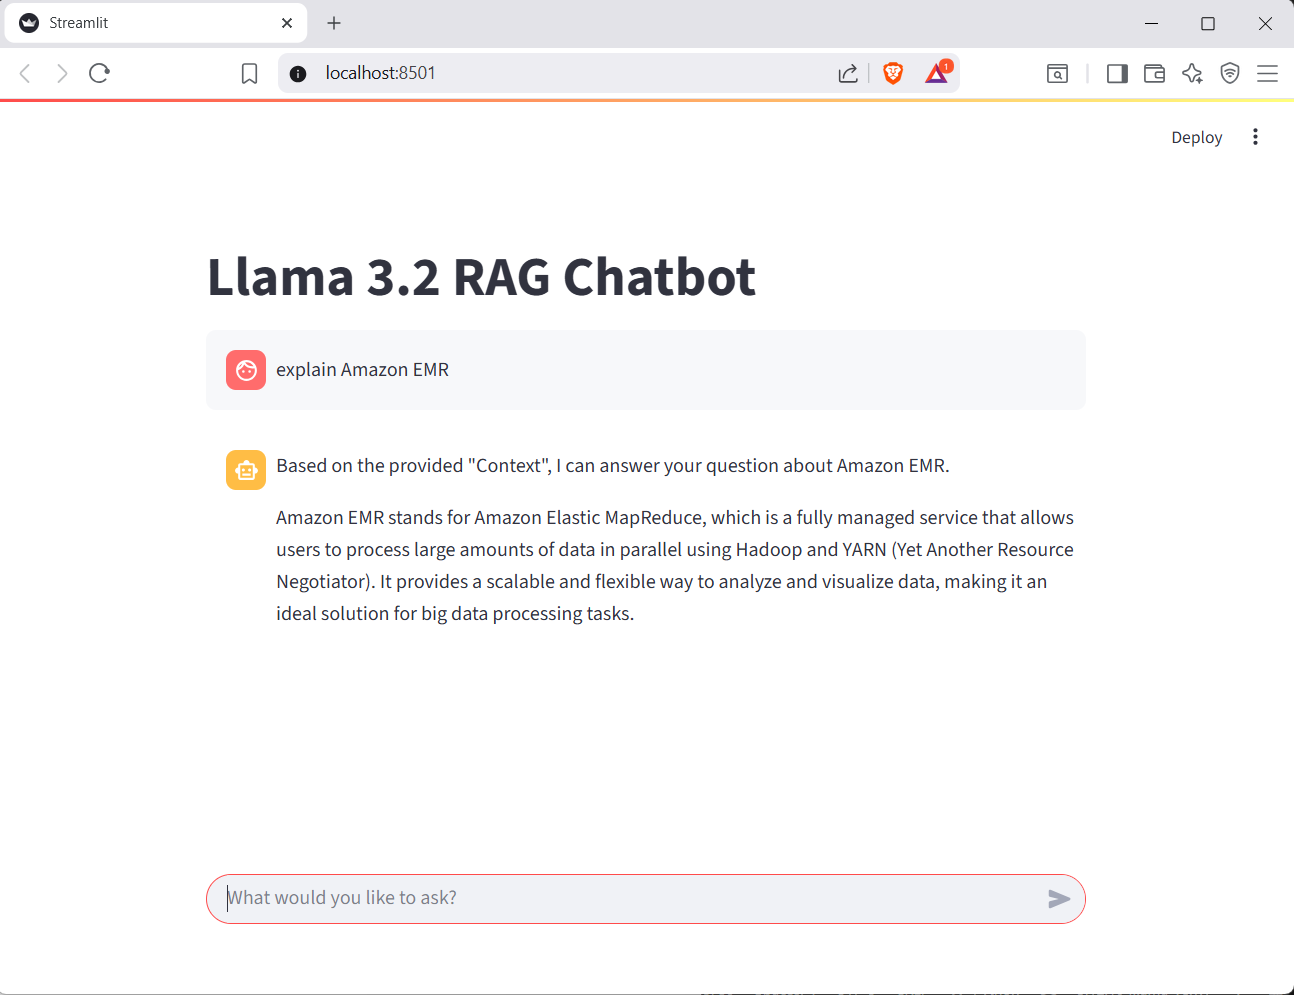 Streamlit
localhost:8501
1
Deploy
Llama 3.2 RAG Chatbot
explain Amazon EMR
Based on the provided "Context", I can answer your question about Amazon EMR.
Amazon EMR stands for Amazon Elastic MapReduce, which is a fully managed service that allows
users to process large amounts of data in parallel using Hadoop and YARN (Yet Another Resource
Negotiator). It provides a scalable and flexible way to analyze and visualize data, making it an
ideal solution for big data processing tasks.
What would you like to ask?